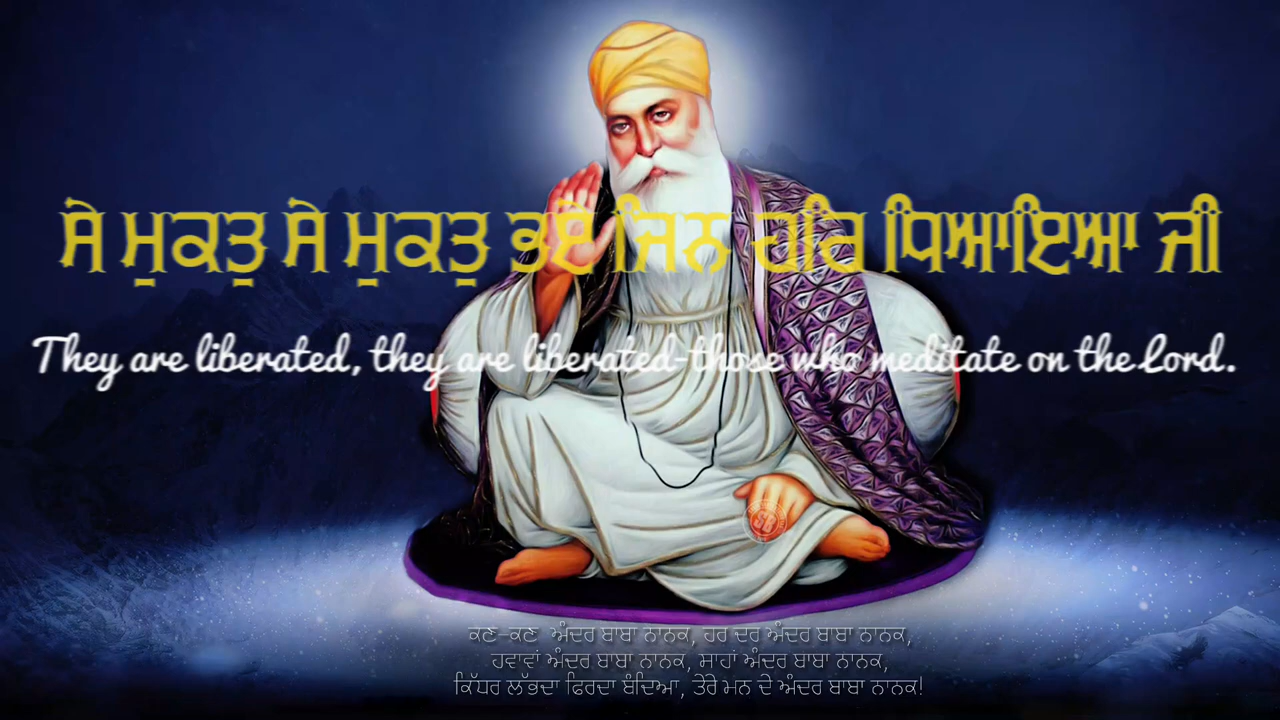 ਸੇ ਮੁਕਤੁ ਸੇ ਮੁਕਤੁ ਭਏ ਜਿਨ ਹਰਿ ਧਿਆਇਆ ਜੀ
They are liberated, they are liberated-those who meditate on the Lord.
ਕਣ-ਕਣ ਅੰਦਰ ਬਾਬਾ ਨਾਨਕ, ਹਰ ਦਰ ਅੰਦਰ ਬਾਬਾ ਨਾਨਕ,
ਹਵਾਵਾਂ ਅੰਦਰ ਬਾਬਾ ਨਾਨਕ, ਸਾਹਾਂ ਅੰਦਰ ਬਾਬਾ ਨਾਨਕ,
ਕਿੱਧਰ ਲੱਭਦਾ ਫਿਰਦਾ ਬੰਦਿਆ, ਤੇਰੇ ਮਨ ਦੇ ਅੰਦਰ ਬਾਬਾ ਨਾਨਕ!